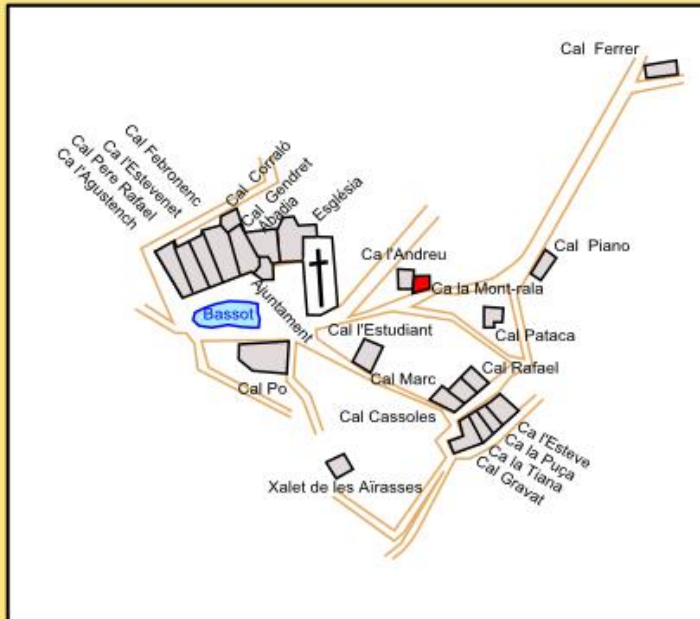 Cal Ferrer
Cal Febronenc
Ca l'Estevenet
Cal Pere Rafael
Ca l'Agustench
Cal Corraló
Cal Gendret
Abadia
Església
Cal Piano
Ca l'Andreu
Ca la Mont-rala
Ajuntament
Bassot
Ca l'Estudiant
Cal Pataca
Cal Rafael
Cal Marc
Cal Po
Cal Cassoles
Ca l'Esteve
Ca la Puça
Ca la Tiana
Cal Gravat
Xalet de les Aïrasses